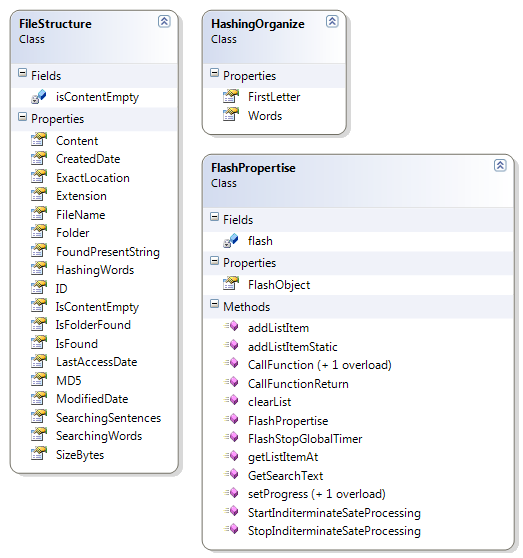 FileStructure
Class
Fields
isContentEmpty
Properties
Content
CreatedDate
ExactLocation
Extension
FileName
Folder
FoundPresentString
HashingWords
ID
IsContentEmpty
IsFolderFound
IsFound
LastAccessDate
MD5
ModifiedDate
SearchingSentences
SearchingWords
SizeBytes
HashingOrganize
Class
Properties
FirstLetter
Words
FlashPropertise
Class
Fields
flash
Properties
FlashObject
Methods
addListItem
addListItemStatic
CallFunction (+ 1 overload)
CallFunctionReturn
clearList
FlashPropertise
FlashStopGlobalTimer
getListItemAt
GetSearchText
setProgress (+ 1 overload)
StartInditerminateSateProcessing
StopInditerminateSateProcessing